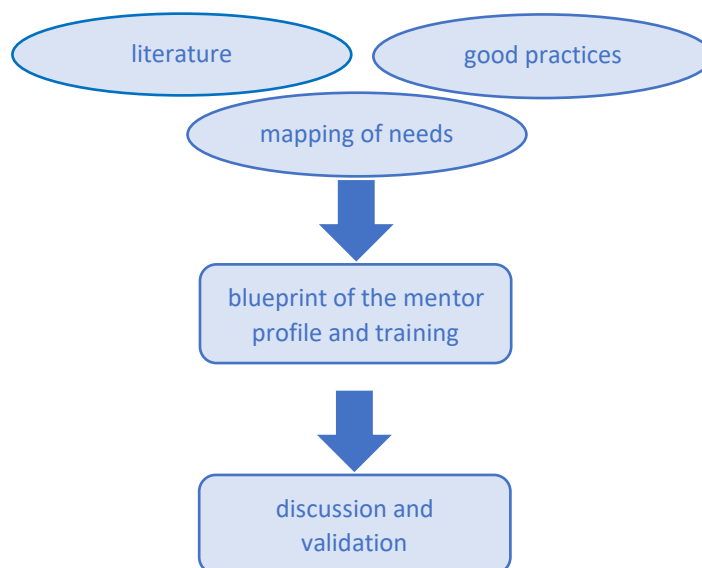 literature
good practices
mapping of needs
blueprint of the mentor
profile and training
discussion and
validation